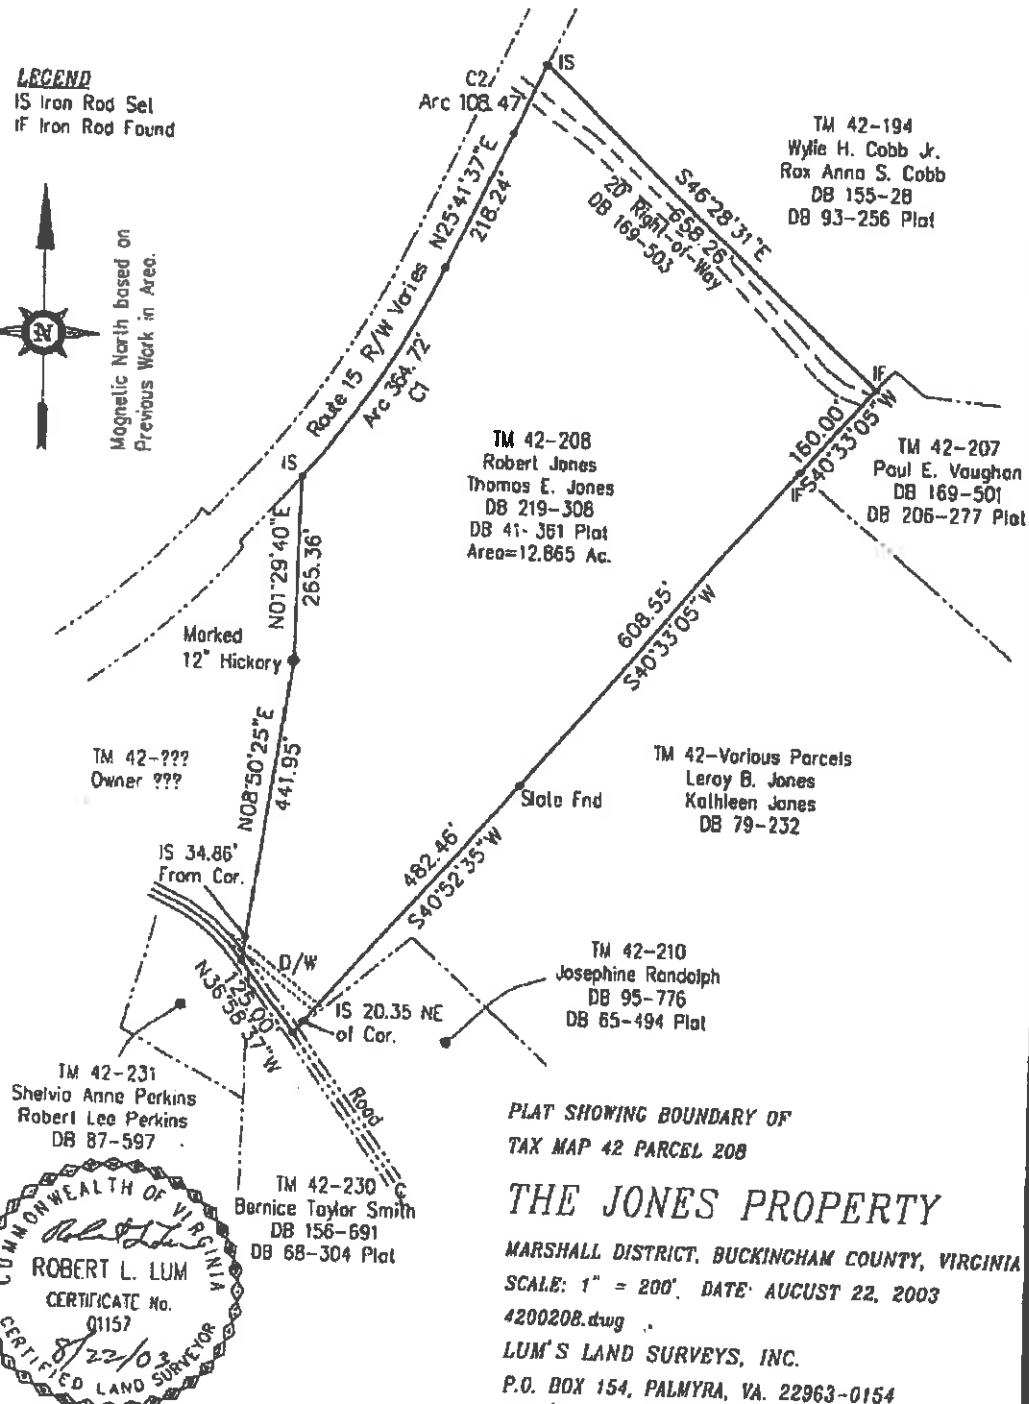 LEGEND
IS Iron Rod Set
IF Iron Rod Found
N
Magnetic North based on
Previous Work in Area.
C2
Arc 108.47
IS
TM 42-194
Wylie H. Cobb Jr.
Rox Anna S. Cobb
DB 155-28
DB 93-256 Plat
N25°41'37"E
218.24'
S46°28'31"E
658.26'
20' Right-of-Way
DB 169-503
Route 15 R/W Varies
Arc 364.72'
C1
IS
TM 42-208
Robert Jones
Thomas E. Jones
DB 219-308
DB 41-361 Plat
Area=12.865 Ac.
IF
160.00'
S40°33'05"W
IF
TM 42-207
Paul E. Vaughan
DB 169-501
DB 206-277 Plat
N01°29'40"E
265.36'
608.55'
S40°33'05"W
Marked
12" Hickory
N08°50'25"E
441.95'
TM 42-???
Owner ???
TM 42-Various Parcels
Leroy B. Jones
Kathleen Jones
DB 79-232
Slate Fnd
482.46'
S40°52'35"W
IS 34.86'
From Cor.
D/W
125.00'
N36°58'37"W
IS 20.35 NE
of Cor.
TM 42-210
Josephine Randolph
DB 95-776
DB 65-494 Plat
TM 42-231
Shelvia Anne Perkins
Robert Lee Perkins
DB 87-597
Road
TM 42-230
Bernice Taylor Smith
DB 156-691
DB 68-304 Plat
COMMONWEALTH OF VIRGINIA
Robert L. Lum
ROBERT L. LUM
CERTIFICATE No.
01157
8/22/03
CERTIFIED LAND SURVEYOR
PLAT SHOWING BOUNDARY OF
TAX MAP 42 PARCEL 208
THE JONES PROPERTY
MARSHALL DISTRICT, BUCKINGHAM COUNTY, VIRGINIA
SCALE: 1" = 200'. DATE: AUGUST 22, 2003
4200208.dwg
LUM'S LAND SURVEYS, INC.
P.O. BOX 154, PALMYRA, VA. 22963-0154